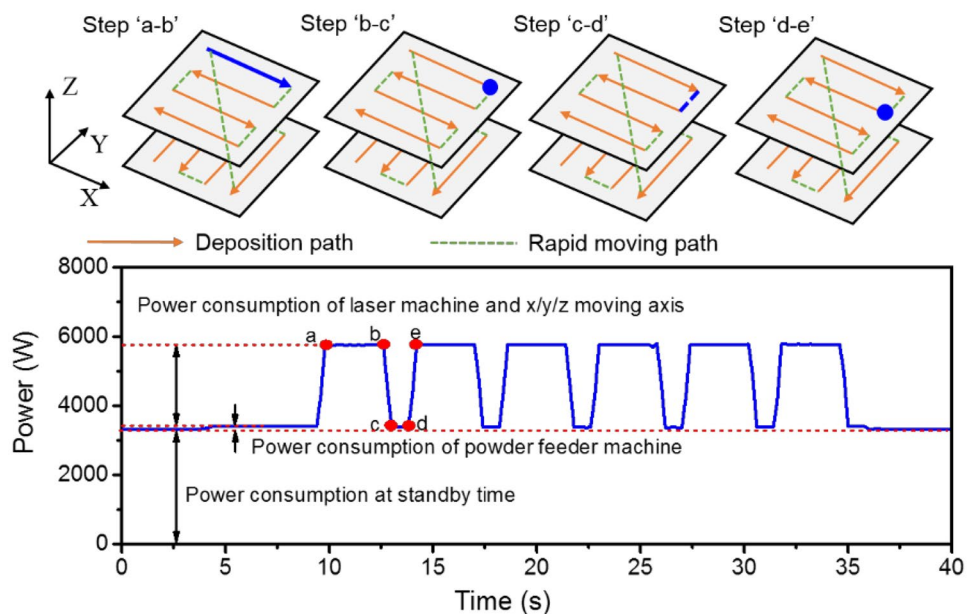 Step ‘a-b’
Step ‘b-c’
Step ‘c-d’
Step ‘d-e’
Z
Y
X
Deposition path
Rapid moving path
8000
6000
4000
2000
0
Power (W)
Power consumption of laser machine and x/y/z moving axis
a
b
e
c
d
Power consumption of powder feeder machine
Power consumption at standby time
0
5
10
15
20
25
30
35
40
Time (s)